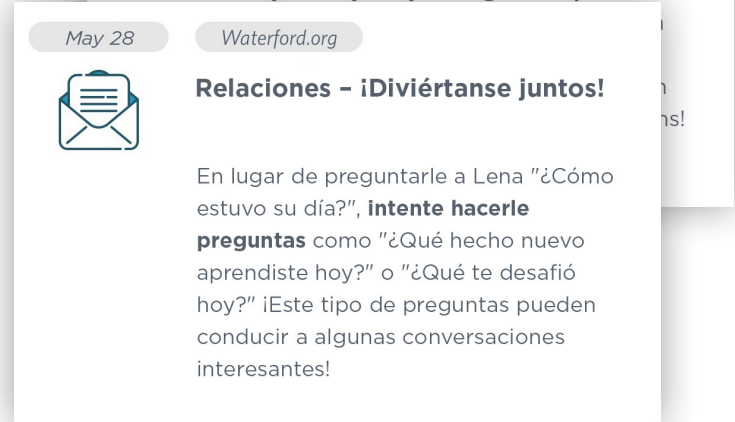 May 28
Waterford.org
Relaciones – ¡Diviértanse juntos!
En lugar de preguntarle a Lena "¿Cómo
estuvo su día?", intente hacerle
preguntas como "¿Qué hecho nuevo
aprendiste hoy?" o "¿Qué te desafió
hoy?" ¡Este tipo de preguntas pueden
conducir a algunas conversaciones
interesantes!